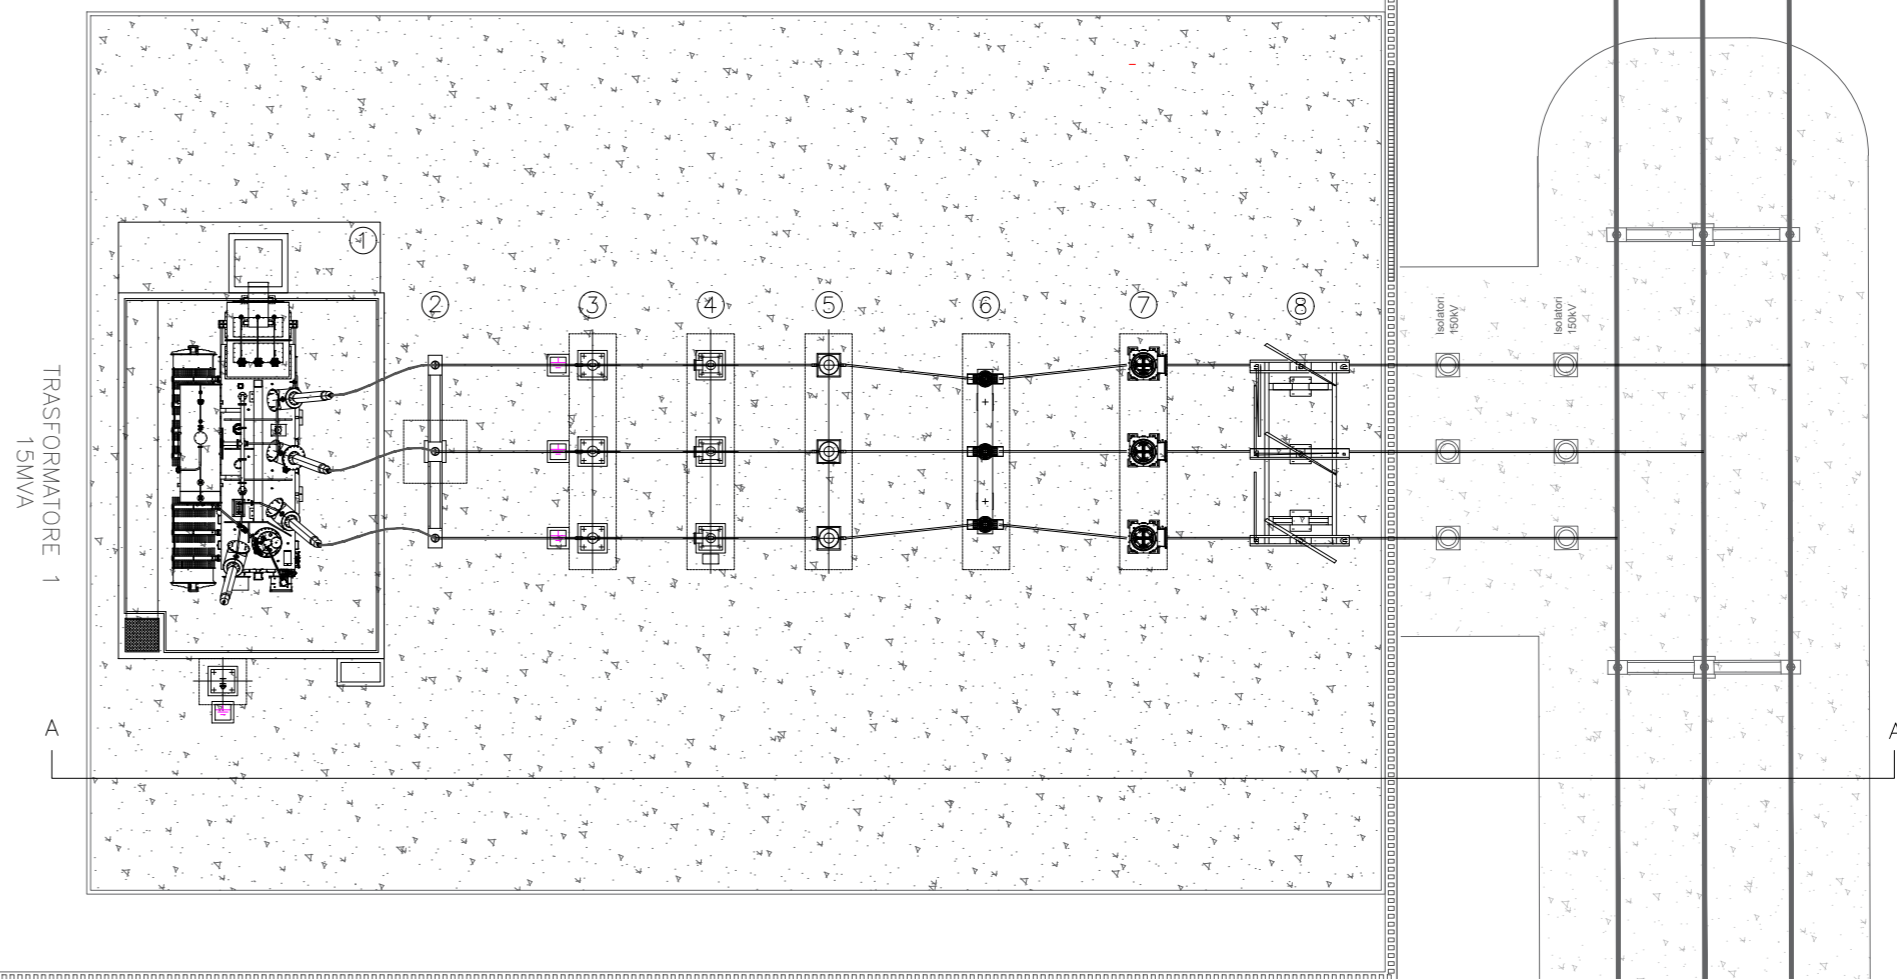 1
2
3
4
5
6
7
8
Isolatori
150kV
Isolatori
150kV
TRASFORMATORE 1
15MVA
A
A